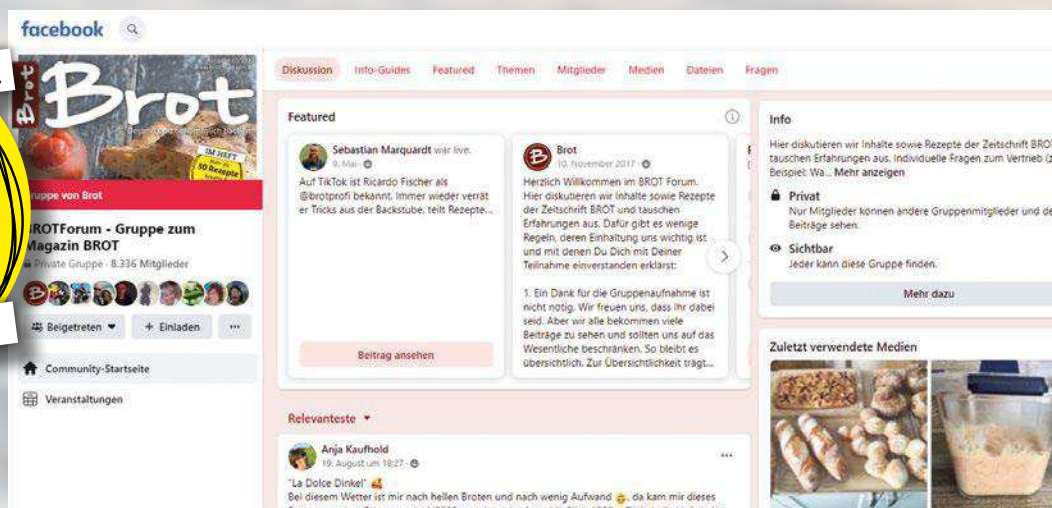 facebook
Brot
Brot
Gesund und bekömmlich backen
IM HEFT
50 Rezepte
Gruppe von Brot
BROTForum - Gruppe zum
Magazin BROT
Private Gruppe · 8.336 Mitglieder
Beigetreten
+ Einladen
...
Community-Startseite
Veranstaltungen
Diskussion Info-Guides Featured Themen Mitglieder Medien Dateien Fragen
Featured
Sebastian Marquardt war live.
9. Mai ·
Auf TikTok ist Ricardo Fischer als
@brotprofi bekannt. Immer wieder verrät
er Tricks aus der Backstube, teilt Rezepte...
Beitrag ansehen
Brot
10. November 2017 ·
Herzlich Willkommen im BROT Forum.
Hier diskutieren wir Inhalte sowie Rezepte
der Zeitschrift BROT und tauschen
Erfahrungen aus. Dafür gibt es wenige
Regeln, deren Einhaltung uns wichtig ist
und mit denen Du Dich mit Deiner
Teilnahme einverstanden erklärst:
1. Ein Dank für die Gruppenaufnahme ist
nicht nötig. Wir freuen uns, dass Ihr dabei
seid. Aber wir alle bekommen viele
Beiträge zu sehen und sollten uns auf das
Wesentliche beschränken. So bleibt es
übersichtlich. Zur Übersichtlichkeit trägt...
Relevanteste
Anja Kaufhold
19. August um 18:27 ·
...
"La Dolce Dinkel"
Bei diesem Wetter ist mir nach hellen Broten und nach wenig Aufwand , da kam mir dieses
Info
Hier diskutieren wir Inhalte sowie Rezepte der Zeitschrift BROT
tauschen Erfahrungen aus. Individuelle Fragen zum Vertrieb (z
Beispiel: Wa... Mehr anzeigen
Privat
Nur Mitglieder können andere Gruppenmitglieder und de
Beiträge sehen.
Sichtbar
Jeder kann diese Gruppe finden.
Mehr dazu
Zuletzt verwendete Medien